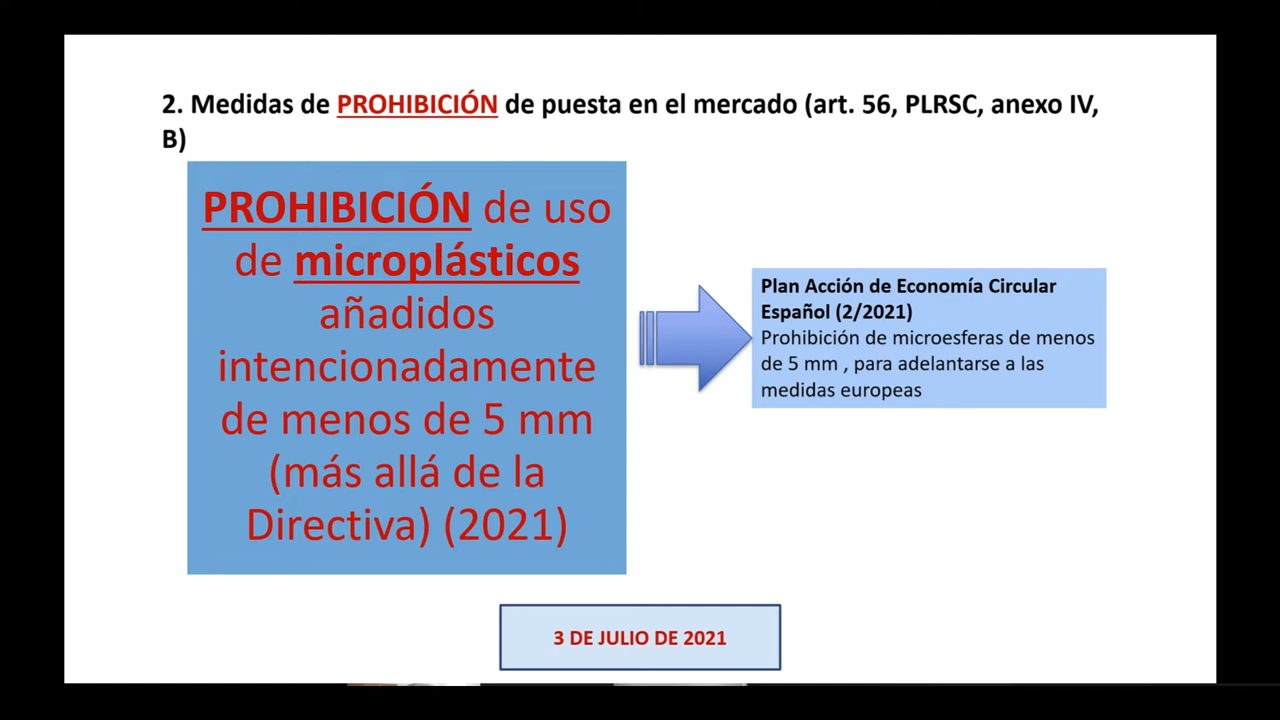 2. Medidas de PROHIBICIÓN de puesta en el mercado (art. 56, PLRSC, anexo IV,
B)
PROHIBICIÓN de uso
de microplásticos
añadidos
intencionadamente
de menos de 5 mm
(más allá de la
Directiva) (2021)
Plan Acción de Economía Circular
Español (2/2021)
Prohibición de microesferas de menos
de 5 mm , para adelantarse a las
medidas europeas
3 DE JULIO DE 2021